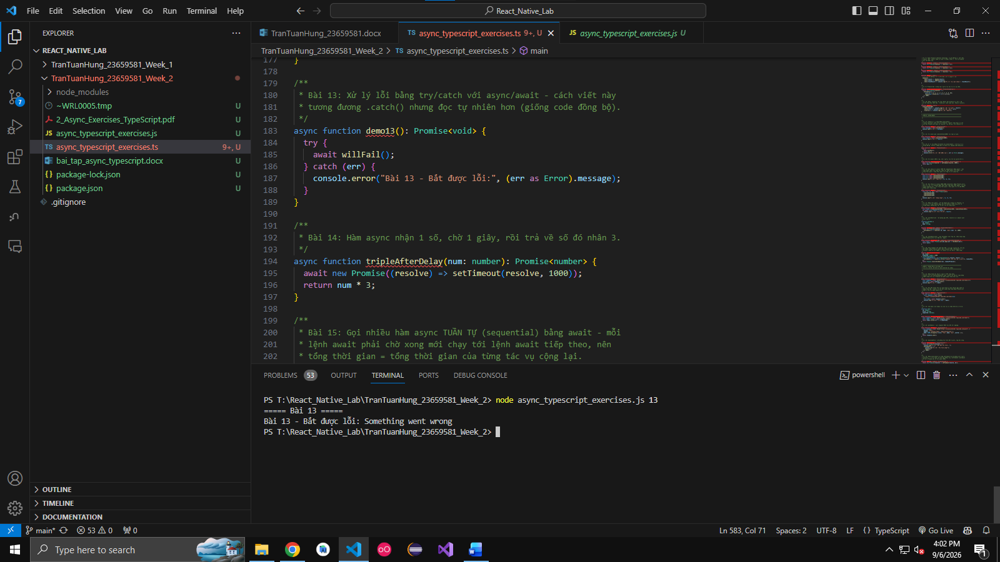 File Edit Selection View Go Run Terminal Help
React_Native_Lab
EXPLORER
REACT_NATIVE_LAB
TranTuanHung_23659581_Week_1
TranTuanHung_23659581_Week_2
node_modules
~WRL0005.tmp U
2_Async_Exercises_TypeScript.pdf U
JS async_typescript_exercises.js U
TS async_typescript_exercises.ts 9+, U
bai_tap_async_typescript.docx U
{} package-lock.json U
{} package.json U
.gitignore
7
OUTLINE
TIMELINE
DOCUMENTATION
TranTuanHung_23659581.docx
TS async_typescript_exercises.ts 9+, U
JS async_typescript_exercises.js U
TranTuanHung_23659581_Week_2 > TS async_typescript_exercises.ts > main
177 }
178
179 /**
180 * Bài 13: Xử lý lỗi bằng try/catch với async/await - cách viết này
181 * tương đương .catch() nhưng đọc tự nhiên hơn (giống code đồng bộ).
182 */
183 async function demo13(): Promise<void> {
184 try {
185 await willFail();
186 } catch (err) {
187 console.error("Bài 13 - Bắt được lỗi:", (err as Error).message);
188 }
189 }
190
191 /**
192 * Bài 14: Hàm async nhận 1 số, chờ 1 giây, rồi trả về số đó nhân 3.
193 */
194 async function tripleAfterDelay(num: number): Promise<number> {
195 await new Promise((resolve) => setTimeout(resolve, 1000));
196 return num * 3;
197 }
198
199 /**
200 * Bài 15: Gọi nhiều hàm async TUẦN TỰ (sequential) bằng await - mỗi
201 * lệnh await phải chờ xong mới chạy tới lệnh await tiếp theo, nên
202 * tổng thời gian = tổng thời gian của từng tác vụ cộng lại.
PROBLEMS 53 OUTPUT TERMINAL PORTS DEBUG CONSOLE
powershell
PS T:\React_Native_Lab\TranTuanHung_23659581_Week_2> node async_typescript_exercises.js 13
===== Bài 13 =====
Bài 13 - Bắt được lỗi: Something went wrong
PS T:\React_Native_Lab\TranTuanHung_23659581_Week_2>
main* 53 0 0
Ln 583, Col 71 Spaces: 2 UTF-8 LF {} TypeScript Go Live
Type here to search
4:02 PM
9/6/2026
1